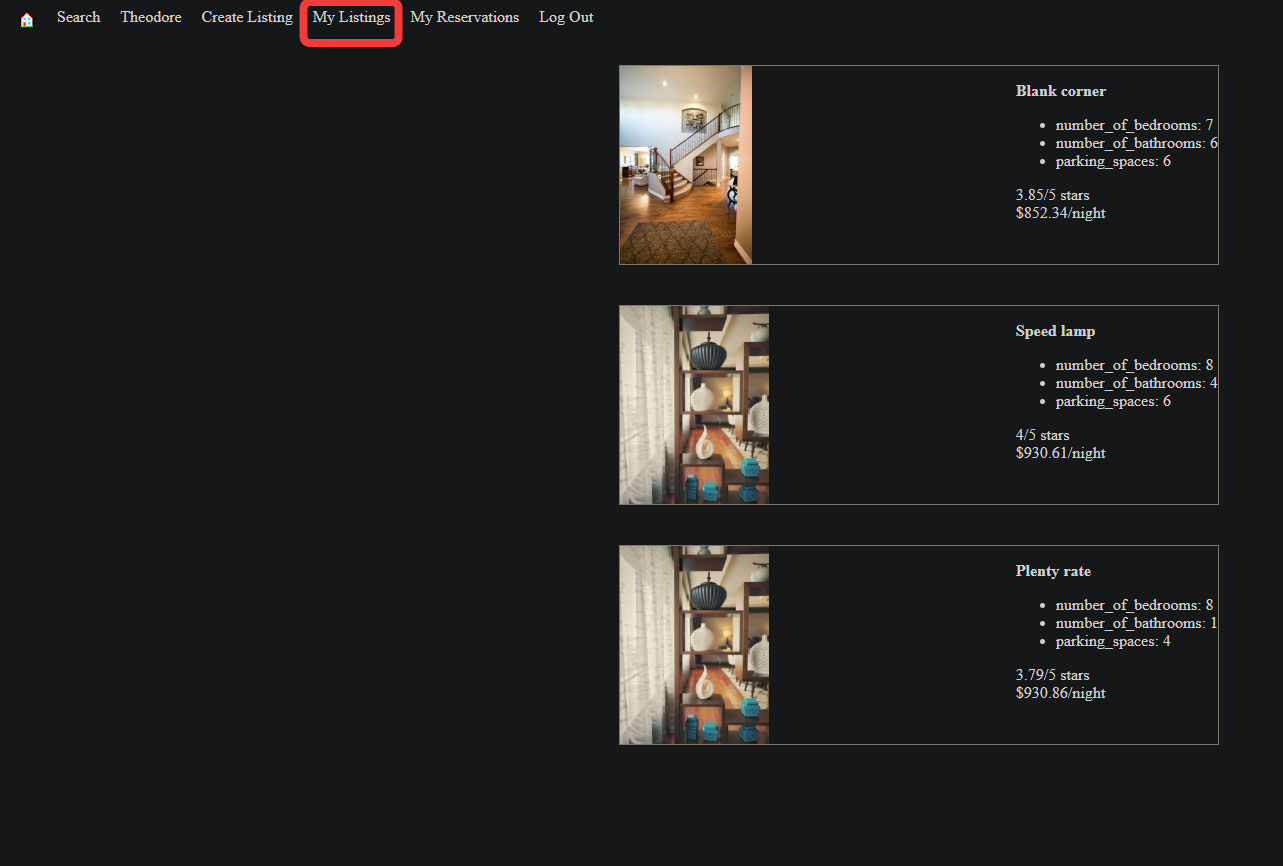 Search Theodore Create Listing My Listings My Reservations Log Out
Blank corner
number_of_bedrooms: 7
number_of_bathrooms: 6
parking_spaces: 6
3.85/5 stars
$852.34/night
Speed lamp
number_of_bedrooms: 8
number_of_bathrooms: 4
parking_spaces: 6
4/5 stars
$930.61/night
Plenty rate
number_of_bedrooms: 8
number_of_bathrooms: 1
parking_spaces: 4
3.79/5 stars
$930.86/night